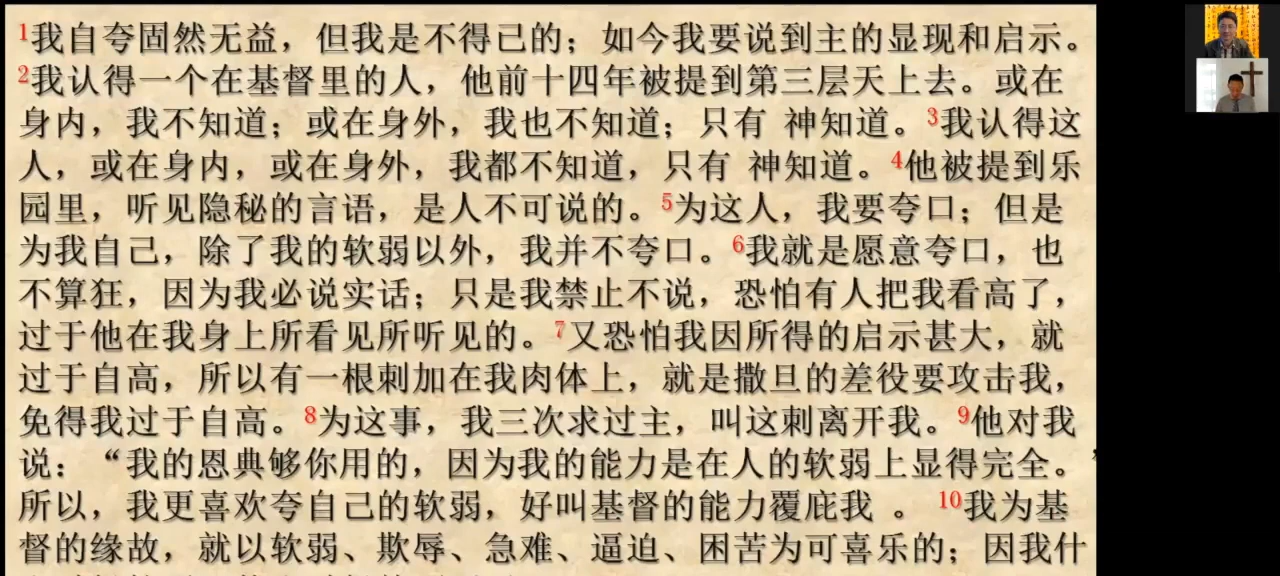 1我自夸固然无益，但我是不得已的；如今我要说到主的显现和启示。
2我认得一个在基督里的人，他前十四年被提到第三层天上去。或在
身内，我不知道；或在身外，我也不知道；只有 神知道。3我认得这
人，或在身内，或在身外，我都不知道，只有 神知道。4他被提到乐
园里，听见隐秘的言语，是人不可说的。5为这人，我要夸口；但是
为我自己，除了我的软弱以外，我并不夸口。6我就是愿意夸口，也
不算狂，因为我必说实话；只是我禁止不说，恐怕有人把我看高了，
过于他在我身上所看见所听见的。7又恐怕我因所得的启示甚大，就
过于自高，所以有一根刺加在我肉体上，就是撒旦的差役要攻击我，
免得我过于自高。8为这事，我三次求过主，叫这刺离开我。9他对我
说：“我的恩典够你用的，因为我的能力是在人的软弱上显得完全。”
所以，我更喜欢夸自己的软弱，好叫基督的能力覆庇我 。 10我为基
督的缘故，就以软弱、欺辱、急难、逼迫、困苦为可喜乐的；因我什